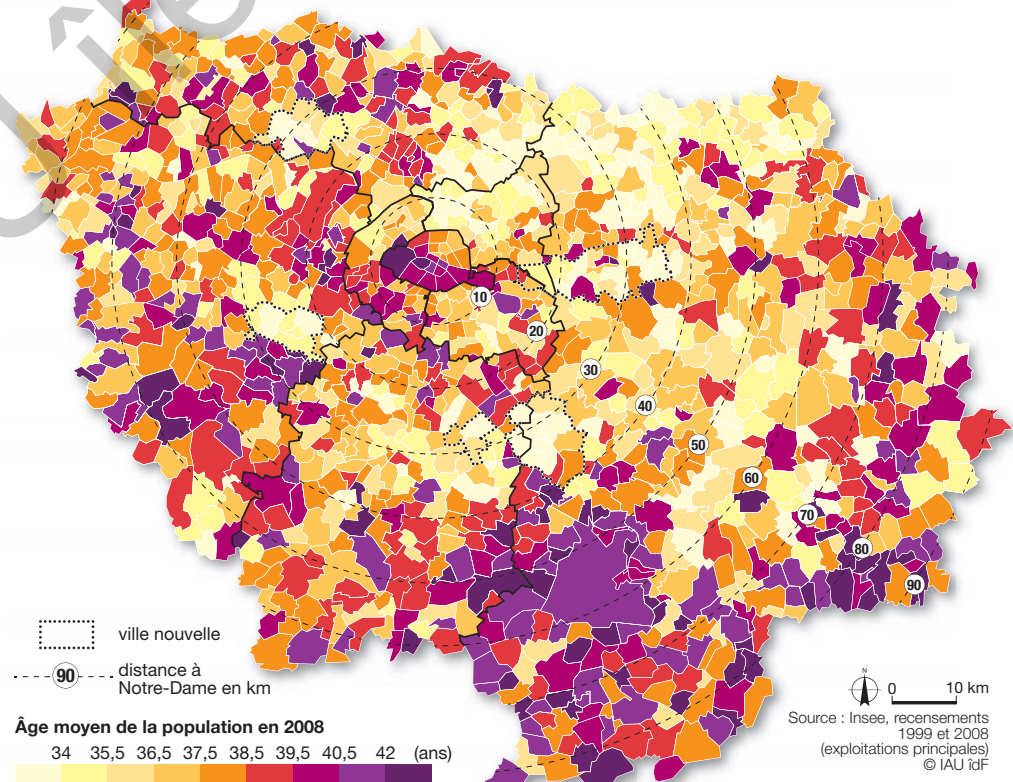 10
20
30
40
50
60
70
80
90
ville nouvelle
90 distance à
Notre-Dame en km
Âge moyen de la population en 2008
34 35,5 36,5 37,5 38,5 39,5 40,5 42 (ans)
N
0 10 km
Source : Insee, recensements
1999 et 2008
(exploitations principales)
© IAU îdF